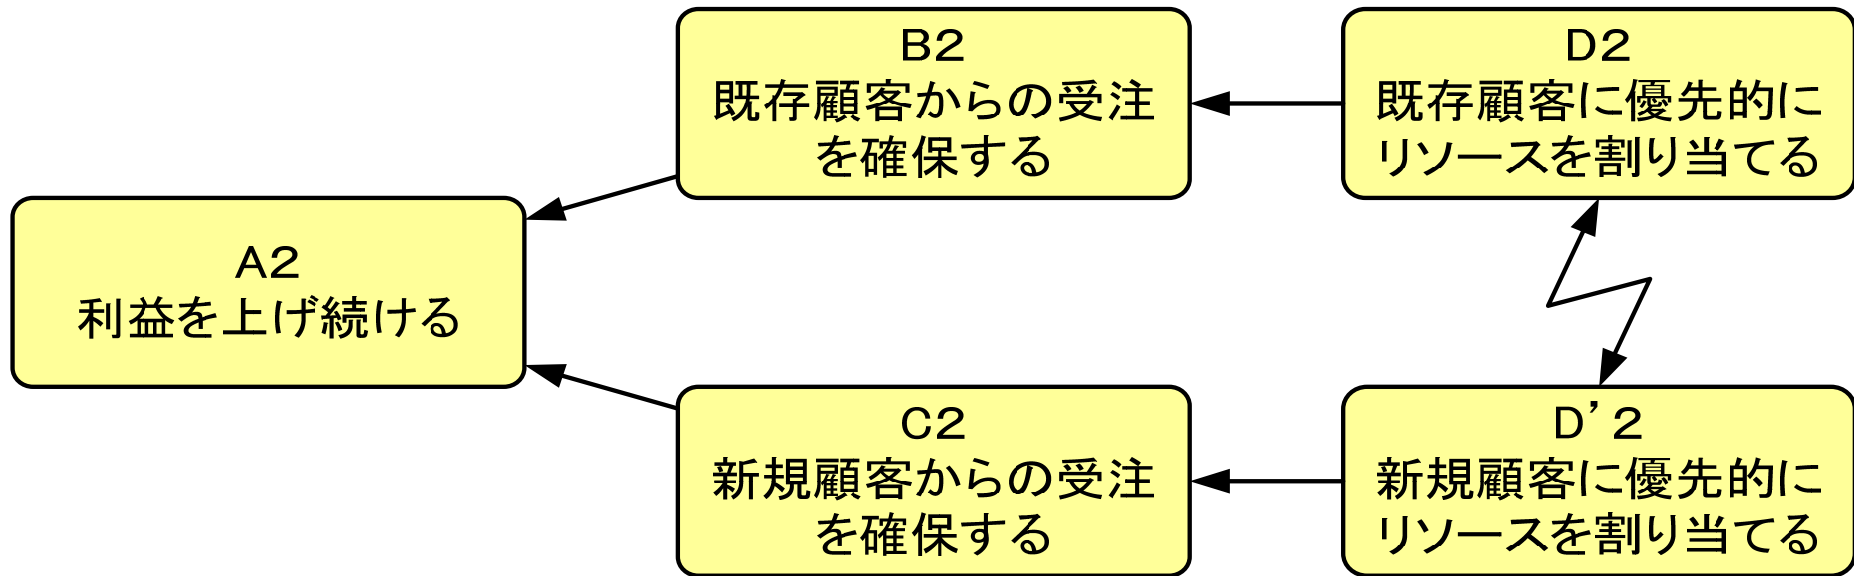 B2
既存顧客からの受注
を確保する
D2
既存顧客に優先的に
リソースを割り当てる
A2
利益を上げ続ける
C2
新規顧客からの受注
を確保する
D’2
新規顧客に優先的に
リソースを割り当てる